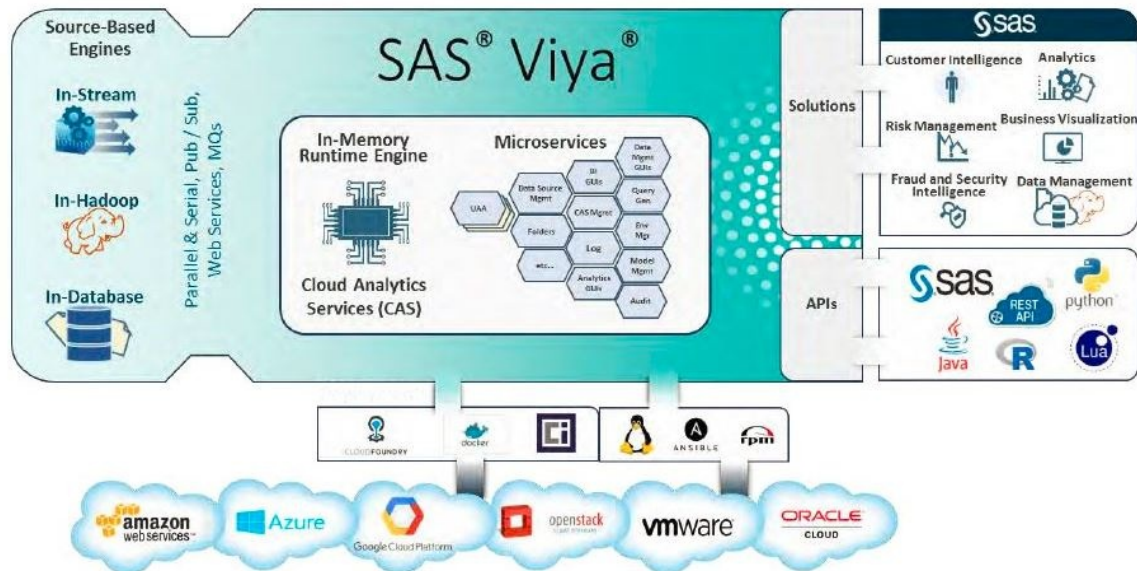 Source-Based
Engines
In-Stream
In-Hadoop
In-Database
Parallel & Serial, Pub / Sub,
Web Services, MQs
SAS® Viya®
In-Memory
Runtime Engine
Cloud Analytics
Services (CAS)
Microservices
UAA
Data Source
Mgmt
Folders
etc...
BI
GUIs
CAS Mgmt
Log
Analytics
GUIs
Data
Mgmt
GUIs
Query
Gen
Env
Mgr
Model
Mgmt
Audit
Solutions
APIs
sas
Customer Intelligence
Analytics
Risk Management
Business Visualization
Fraud and Security
Intelligence
Data Management
sas
REST
API
python
Java
R
Lua
CLOUDFOUNDRY
docker
Ci
ANSIBLE
rpm
amazon
web services™
Azure
Google Cloud Platform
openstack
vmware
ORACLE
CLOUD